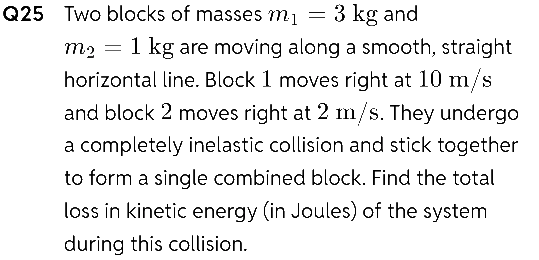 Q25 Two blocks of masses m₁ = 3 kg and
m₂ = 1 kg are moving along a smooth, straight
horizontal line. Block 1 moves right at 10 m/s
and block 2 moves right at 2 m/s. They undergo
a completely inelastic collision and stick together
to form a single combined block. Find the total
loss in kinetic energy (in Joules) of the system
during this collision.